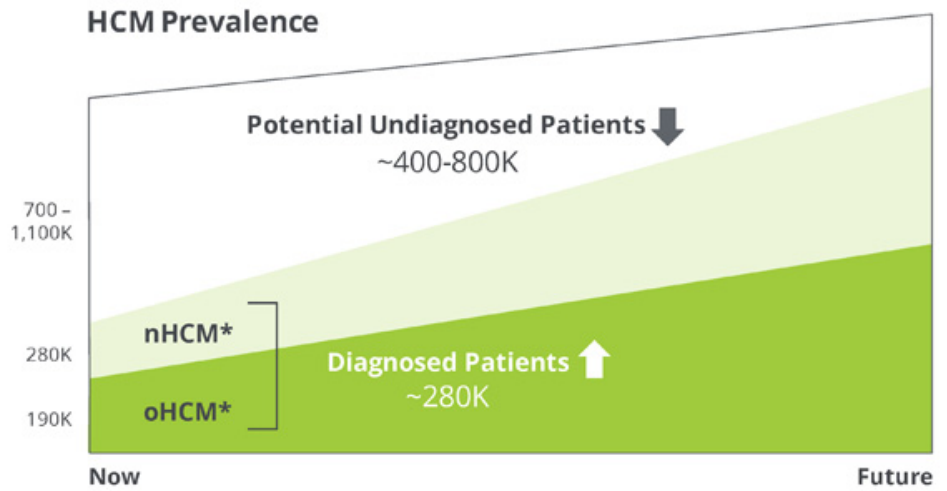 HCM Prevalence
Potential Undiagnosed Patients
~400-800K
700 –
1,100K
nHCM*
280K
Diagnosed Patients
~280K
oHCM*
190K
Now
Future